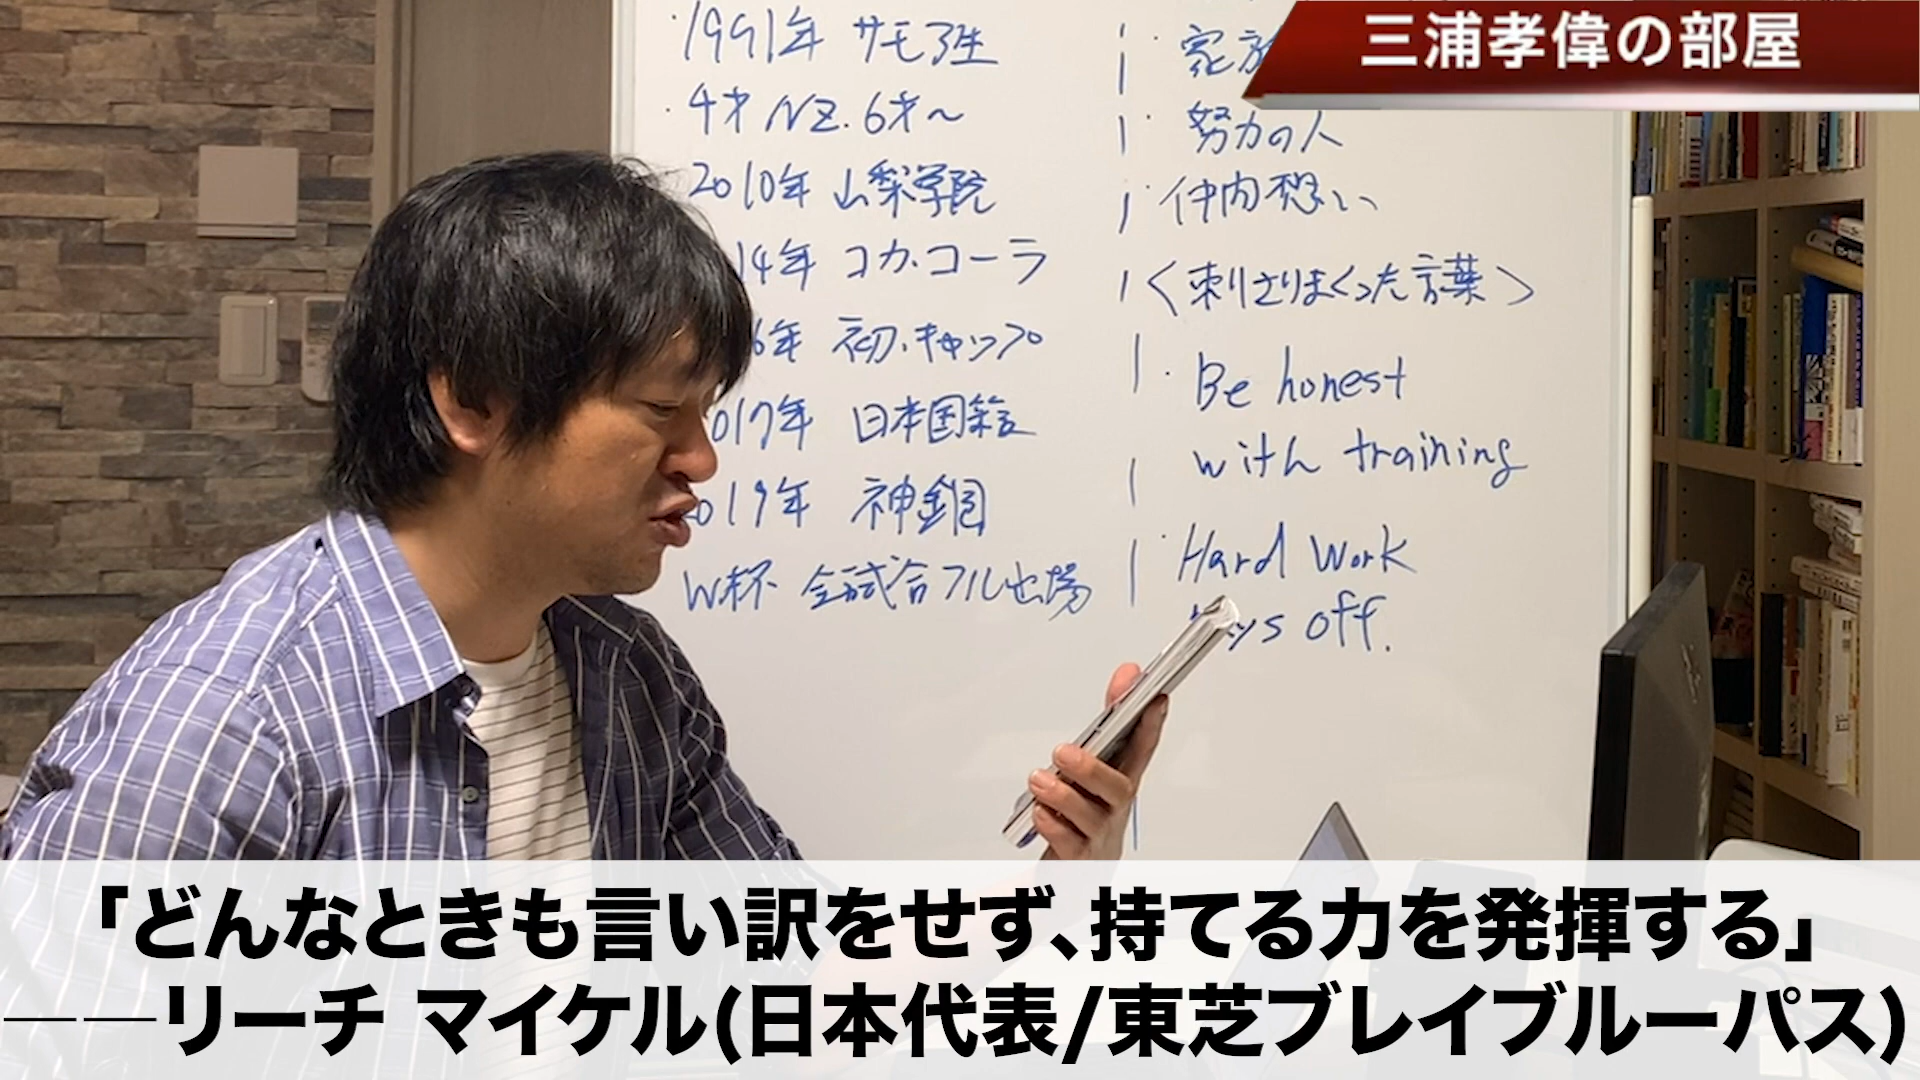 三浦孝偉の部屋
・1991年 サモア生
・4才 NZ. 6才〜
2010年 山梨学院
14年 コカ・コーラ
6年 初・キャップ
017年 日本国籍
2019年 神鋼
W杯 全試合フル出場
・努力の人
・仲内想い
＜刺さりまくった言葉＞
・Be honest
with training
・Hard Work
ys off.
「どんなときも言い訳をせず、持てる力を発揮する」
――リーチ マイケル(日本代表/東芝ブレイブルーパス)